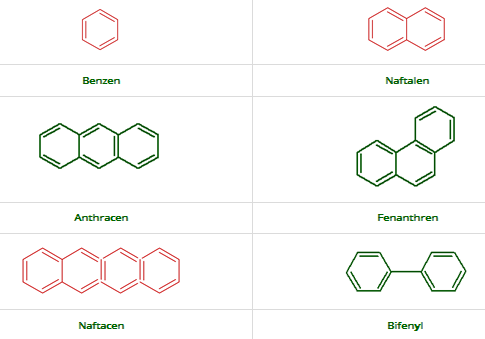 Benzen
Naftalen
Anthracen
Fenanthren
Naftacen
Bifenyl